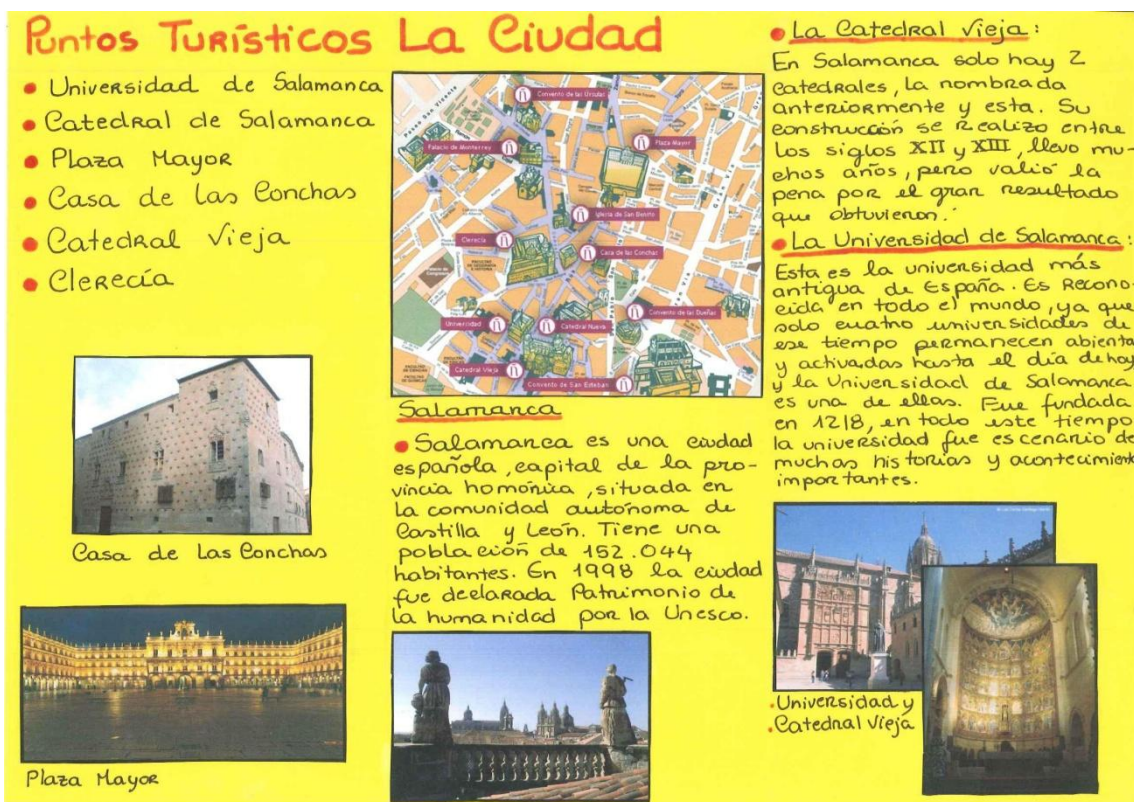 Puntos Turísticos La Ciudad
• Universidad de Salamanca
• Catedral de Salamanca
• Plaza Mayor
• Casa de las Conchas
• Catedral Vieja
• Clerecía
Casa de Las Conchas
Plaza Mayor
Convento de las Úrsulas
Palacio de Monterrey
Plaza Mayor
Iglesia de San Benito
Clerecía
Casa de las Conchas
Convento de las Dueñas
Universidad
Catedral Nueva
Catedral Vieja
Convento de San Esteban
Salamanca
• Salamanca es una ciudad
española, capital de la pro-
vincia homónica, situada en
la comunidad autónoma de
Castilla y León. Tiene una
población de 152.044
habitantes. En 1998 la ciudad
fue declarada Patrimonio de
la humanidad por la Unesco.
• La Catedral Vieja:
En Salamanca solo hay 2
catedrales, la nombrada
anteriormente y esta. Su
construcción se realizo entre
los siglos XII y XIII, llevo mu-
chos años, pero valió la
pena por el gran resultado
que obtuvieron.
• La Universidad de Salamanca:
Esta es la universidad más
antigua de España. Es Recono-
cida en todo el mundo, ya que
solo cuatro universidades de
ese tiempo permanecen abierta
y activadas hasta el día de hoy
y la Universidad de Salamanca
es una de ellas. Fue fundada
en 1218, en todo este tiempo
la universidad fue escenario de
muchas historias y acontecimient
importantes.
• Universidad y
• Catedral Vieja